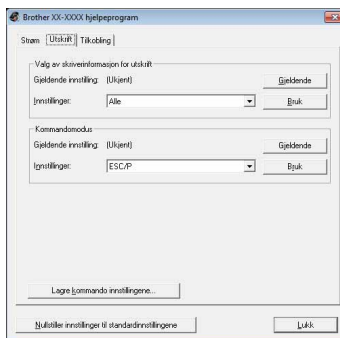 Brother XX-XXXX hjelpeprogram
Strøm Utskrift Tilkobling
Valg av skriverinformasjon for utskrift
Gjeldende innstilling: (Ukjent) Gjeldende
Innstillinger: Alle Bruk
Kommandomodus
Gjeldende innstilling: (Ukjent) Gjeldende
Innstillinger: ESC/P Bruk
Lagre kommando innstillingene...
Nullstiller innstillinger til standardinnstillingene Lukk